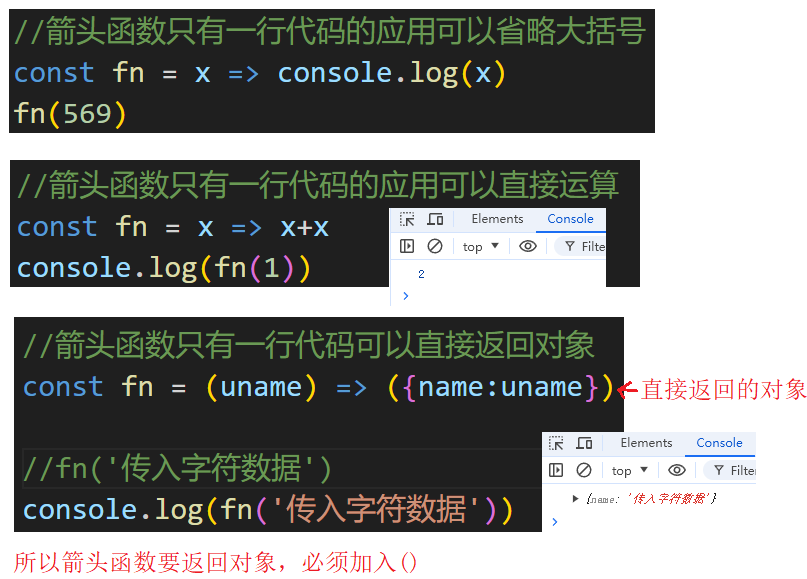 //箭头函数只有一行代码的应用可以省略大括号
const fn = x => console.log(x)
fn(569)
//箭头函数只有一行代码的应用可以直接运算
const fn = x => x+x
console.log(fn(1))
Elements Console
top ▼ Filte
2
>
//箭头函数只有一行代码可以直接返回对象
const fn = (uname) => ({name:uname})
直接返回的对象
//fn('传入字符数据')
console.log(fn('传入字符数据'))
Elements Console
top ▼ Filter
▶ {name: '传入字符数据'}
>
所以箭头函数要返回对象，必须加入()